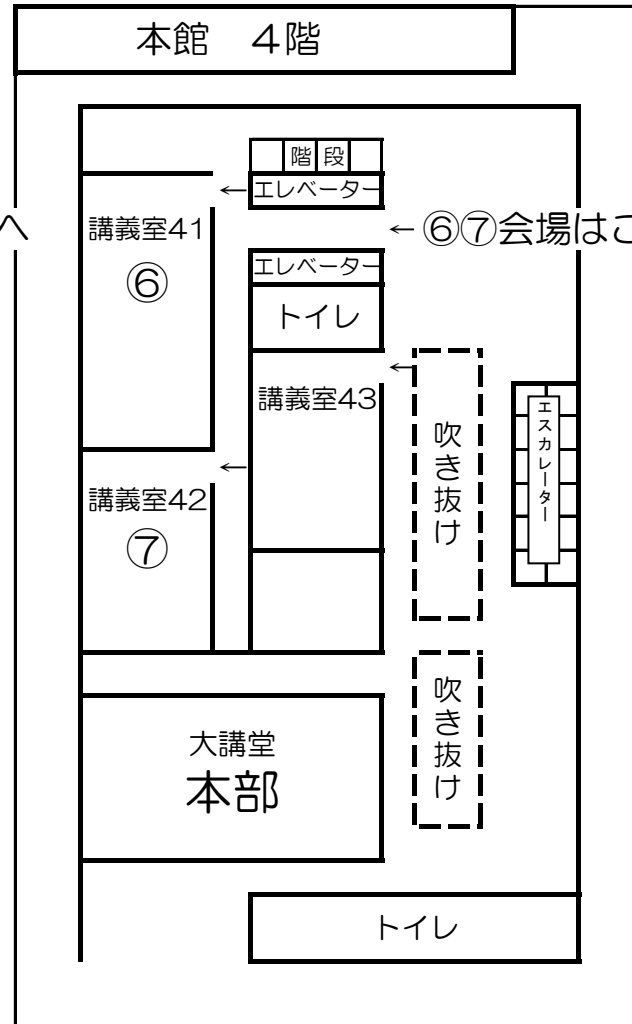 本館　４階
階段
エレベーター
へ
講義室41
⑥
←⑥⑦会場はこ
エレベーター
トイレ
講義室43
吹き抜け
エスカレーター
講義室42
⑦
吹き抜け
大講堂
本部
トイレ